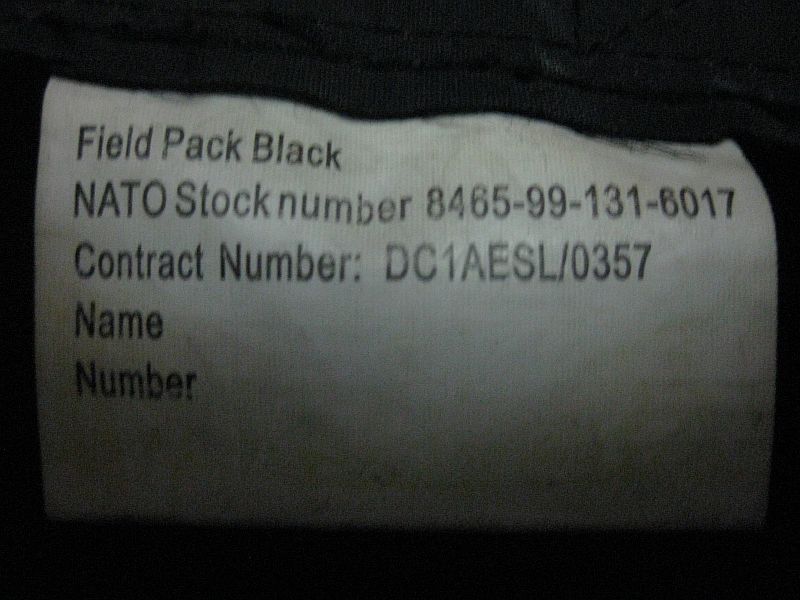 Field Pack Black
NATO Stock number 8465-99-131-6017
Contract Number: DC1AESL/0357
Name
Number